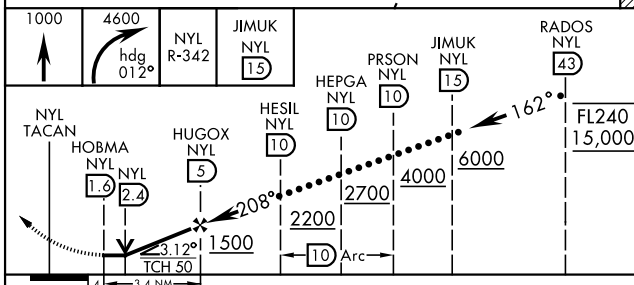 1000
4600
hdg
012°
NYL
R-342
JIMUK
NYL
15
RADOS
NYL
43
JIMUK
NYL
15
PRSON
NYL
10
HEPGA
NYL
10
HESIL
NYL
10
HUGOX
NYL
5
NYL
TACAN
HOBMA
NYL
1.6
NYL
2.4
162°
FL240
15,000
6000
4000
2700
2200
208°
1500
3.12°
TCH 50
10 Arc
3.4 NM